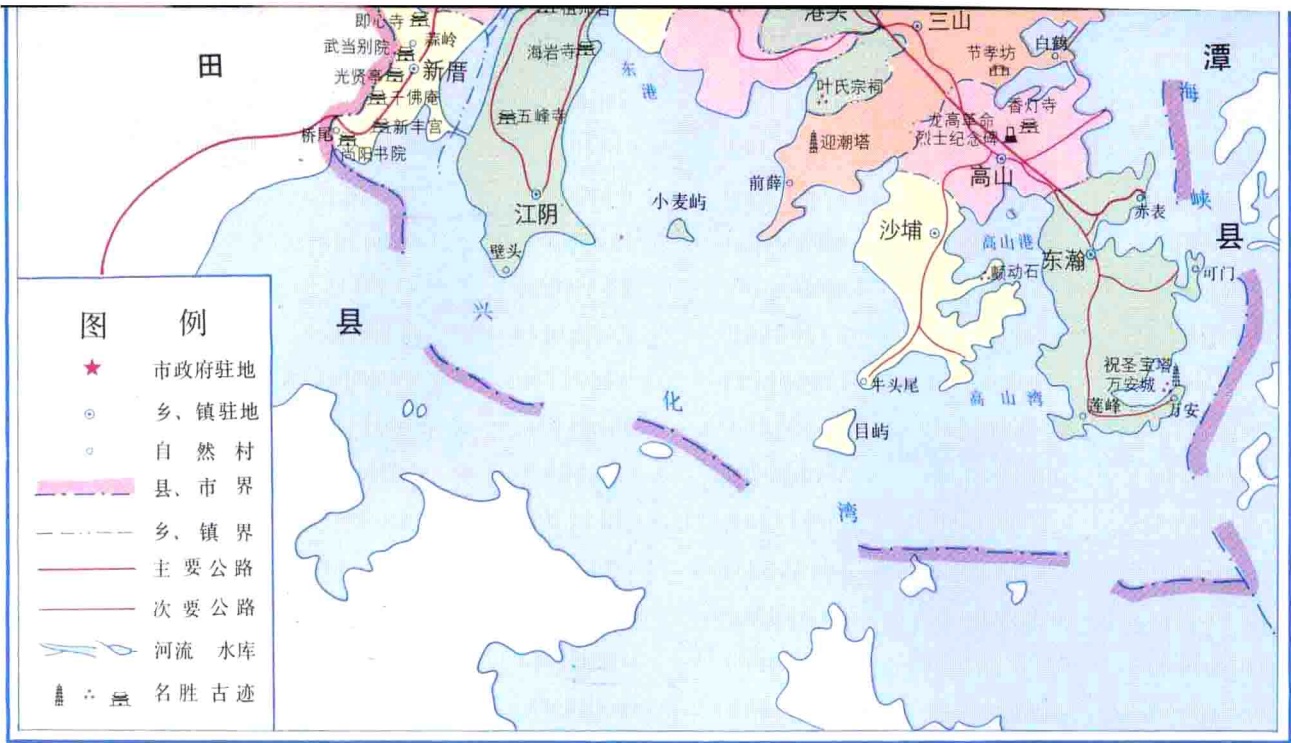 即心寺
蒜岭
武当别院
光贤亭
新厝
千佛庵
新丰宫
桥尾
尚阳书院
田
海岩寺
五峰寺
江阴
壁头
东港
港头
三山
白鹤
节孝坊
叶氏宗祠
香灯寺
龙高革命
烈士纪念碑
迎潮塔
高山
前薛
小麦屿
沙埔
高山港
赤表
东瀚
可门
潭
海
峡
县
县
兴
化
湾
牛头尾
高山湾
目屿
祝圣宝塔
万安城
莲峰
万安
图 例
市政府驻地
乡、镇驻地
自然村
县、市界
乡、镇界
主要公路
次要公路
河流 水库
名胜古迹